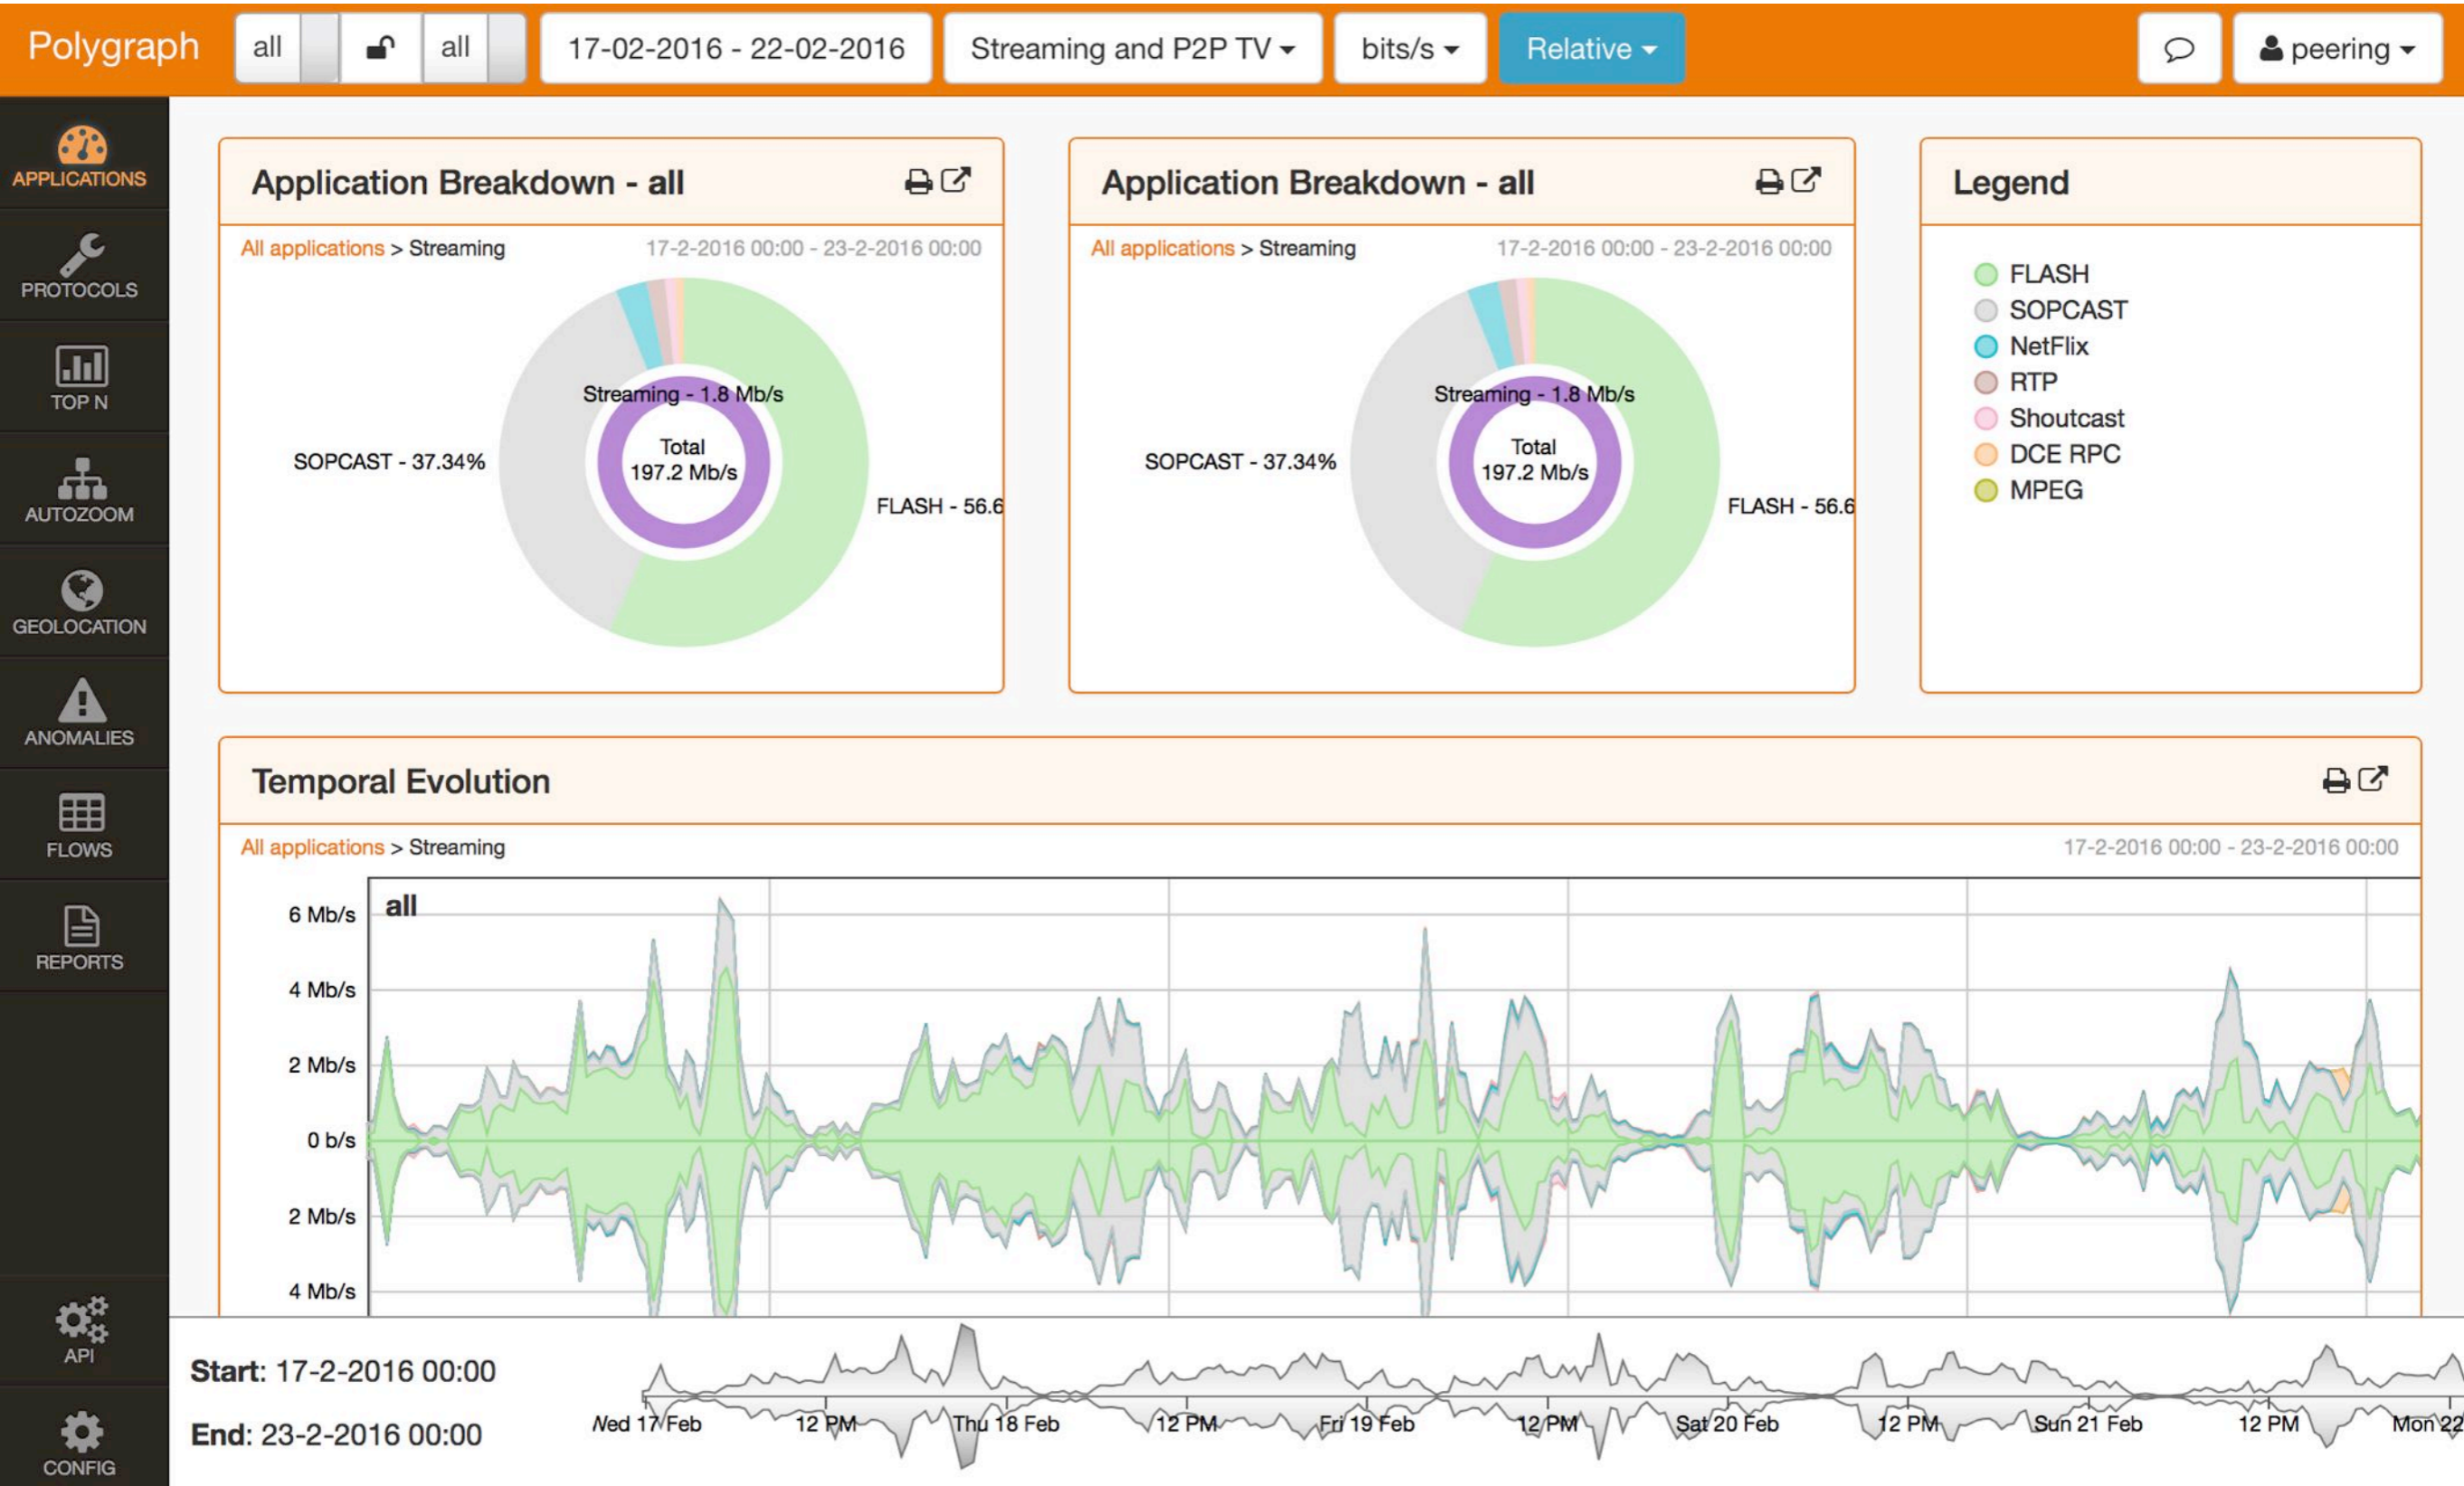 Polygraph all all 17-02-2016 - 22-02-2016 Streaming and P2P TV bits/s Relative peering
APPLICATIONS
PROTOCOLS
TOP N
AUTOZOOM
GEOLOCATION
ANOMALIES
FLOWS
REPORTS
API
CONFIG
Application Breakdown - all
All applications > Streaming 17-2-2016 00:00 - 23-2-2016 00:00
Streaming - 1.8 Mb/s
Total
197.2 Mb/s
SOPCAST - 37.34%
FLASH - 56.6
Application Breakdown - all
All applications > Streaming 17-2-2016 00:00 - 23-2-2016 00:00
Streaming - 1.8 Mb/s
Total
197.2 Mb/s
SOPCAST - 37.34%
FLASH - 56.6
Legend
FLASH
SOPCAST
NetFlix
RTP
Shoutcast
DCE RPC
MPEG
Temporal Evolution
All applications > Streaming 17-2-2016 00:00 - 23-2-2016 00:00
all
6 Mb/s
4 Mb/s
2 Mb/s
0 b/s
2 Mb/s
4 Mb/s
Start: 17-2-2016 00:00
End: 23-2-2016 00:00
Wed 17 Feb 12 PM Thu 18 Feb 12 PM Fri 19 Feb 12 PM Sat 20 Feb 12 PM Sun 21 Feb 12 PM Mon 22